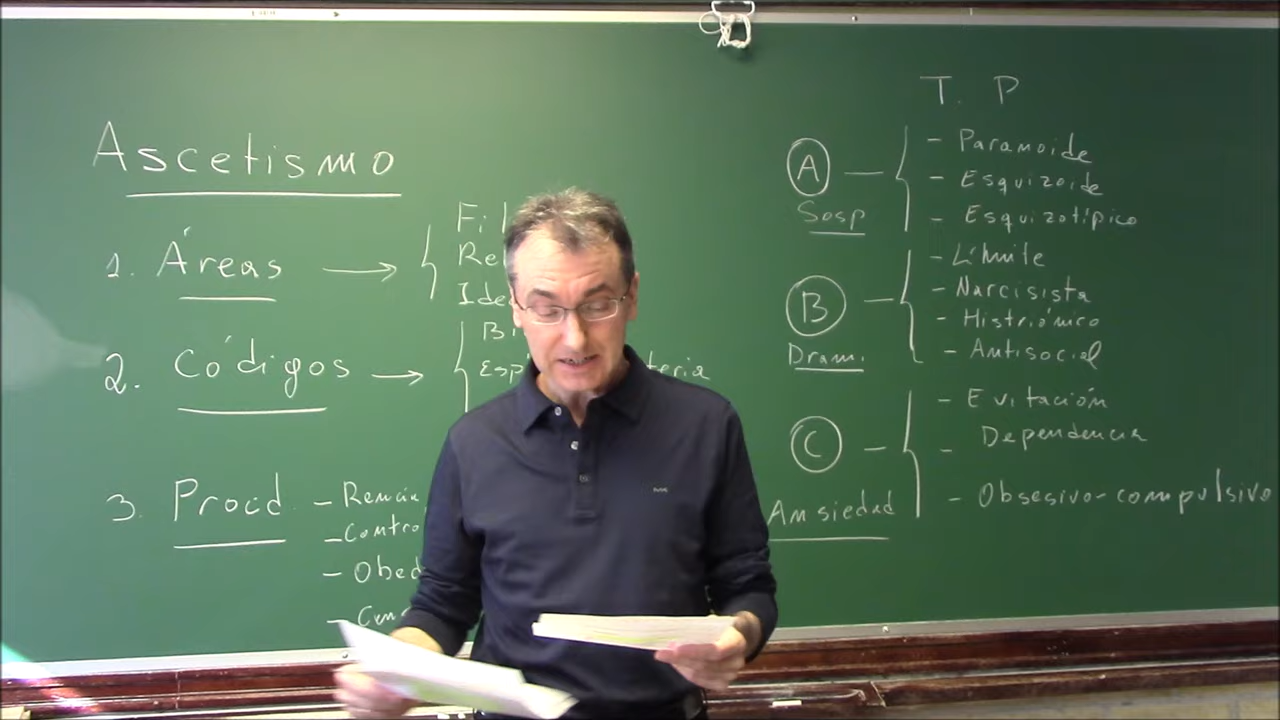 Ascetismo
1. Áreas
2. Códigos
3. Proced
- Obed
T. P
A
Sosp
- Paranoide
- Esquizoide
- Esquizotípico
B
Dram.
- Límite
- Narcisista
- Histriónico
- Antisocial
C
Ansiedad
- Evitación
- Dependencia
- Obsesivo-compulsivo